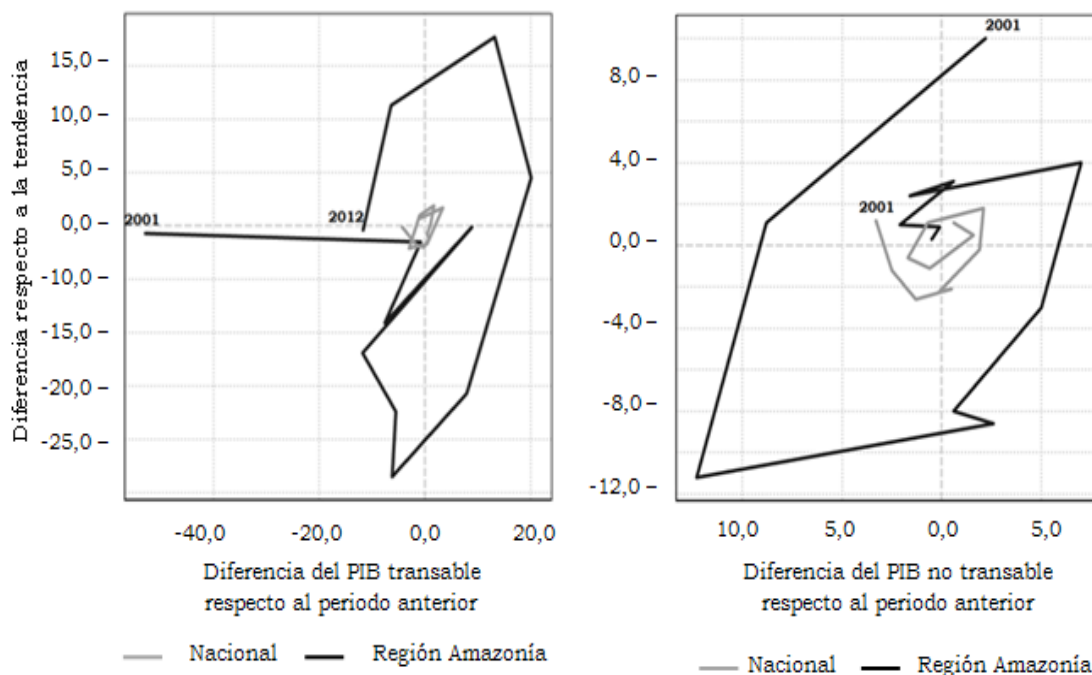 Diferencia respecto a la tendencia
15,0 –
10,0 –
5,0 –
0,0 –
-10,0 –
-15,0 –
-20,0 –
-25,0 –
2001
2012
-40,0 0,0 20,0
Diferencia del PIB transable
respecto al periodo anterior
Nacional Región Amazonía
8,0 –
4,0 –
0,0 –
-4,0 –
-8,0 –
-12,0 –
2001
2001
10,0 5,0 0,0 5,0
Diferencia del PIB no transable
respecto al periodo anterior
Nacional Región Amazonía